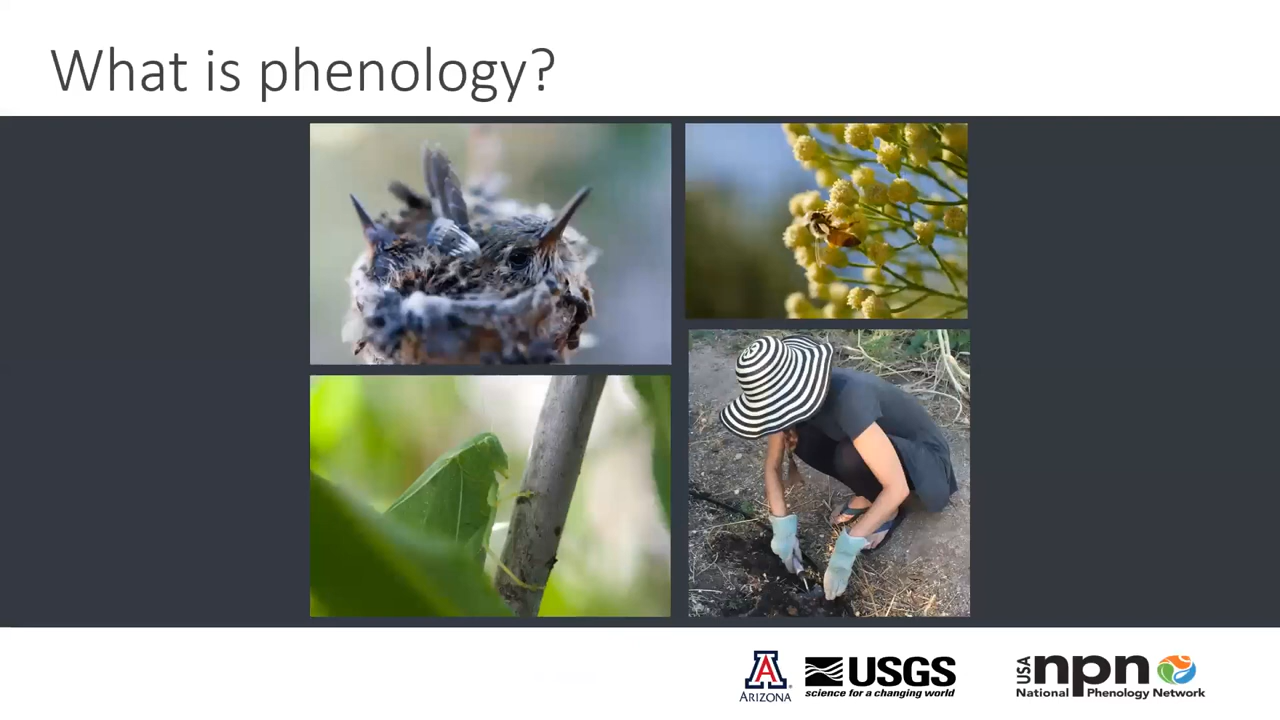 What is phenology?
A
ARIZONA
USGS
science for a changing world
USA npn
National Phenology Network